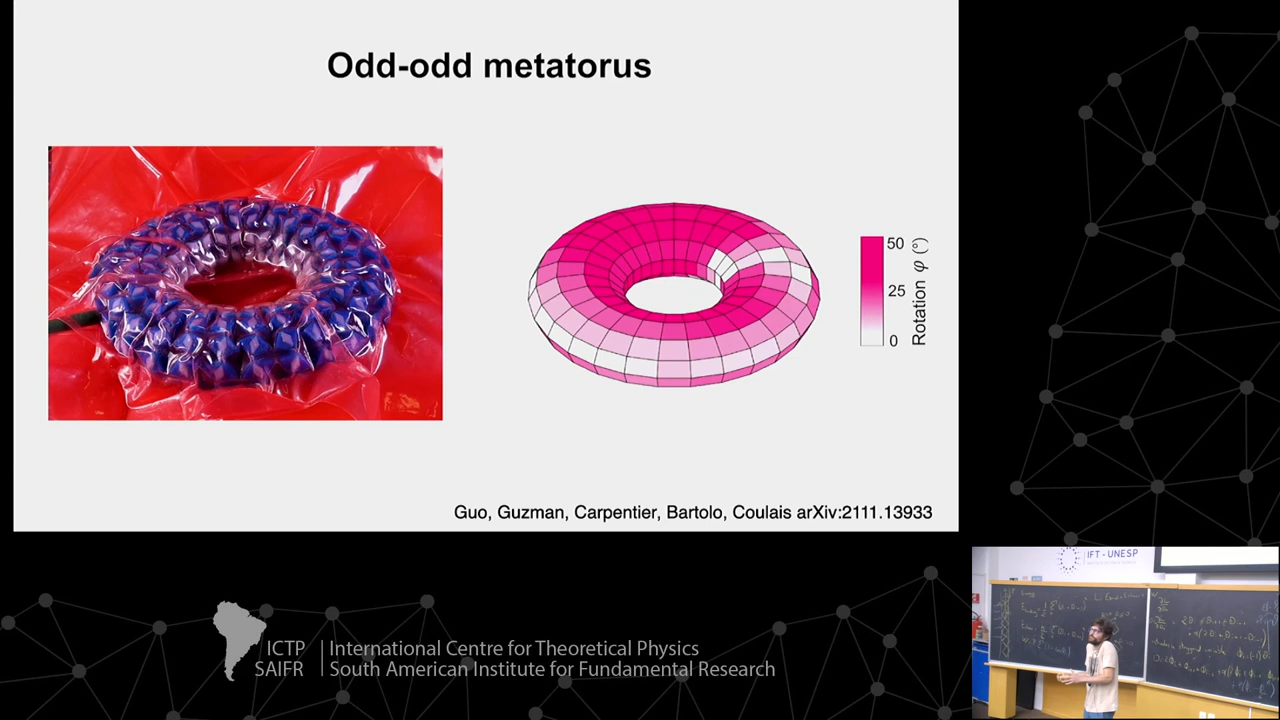 Odd-odd metatorus
50
25
0
Rotation φ (°)
Guo, Guzman, Carpentier, Bartolo, Coulais arXiv:2111.13933
IFT - UNESP
ICTP
SAIFR
International Centre for Theoretical Physics
South American Institute for Fundamental Research